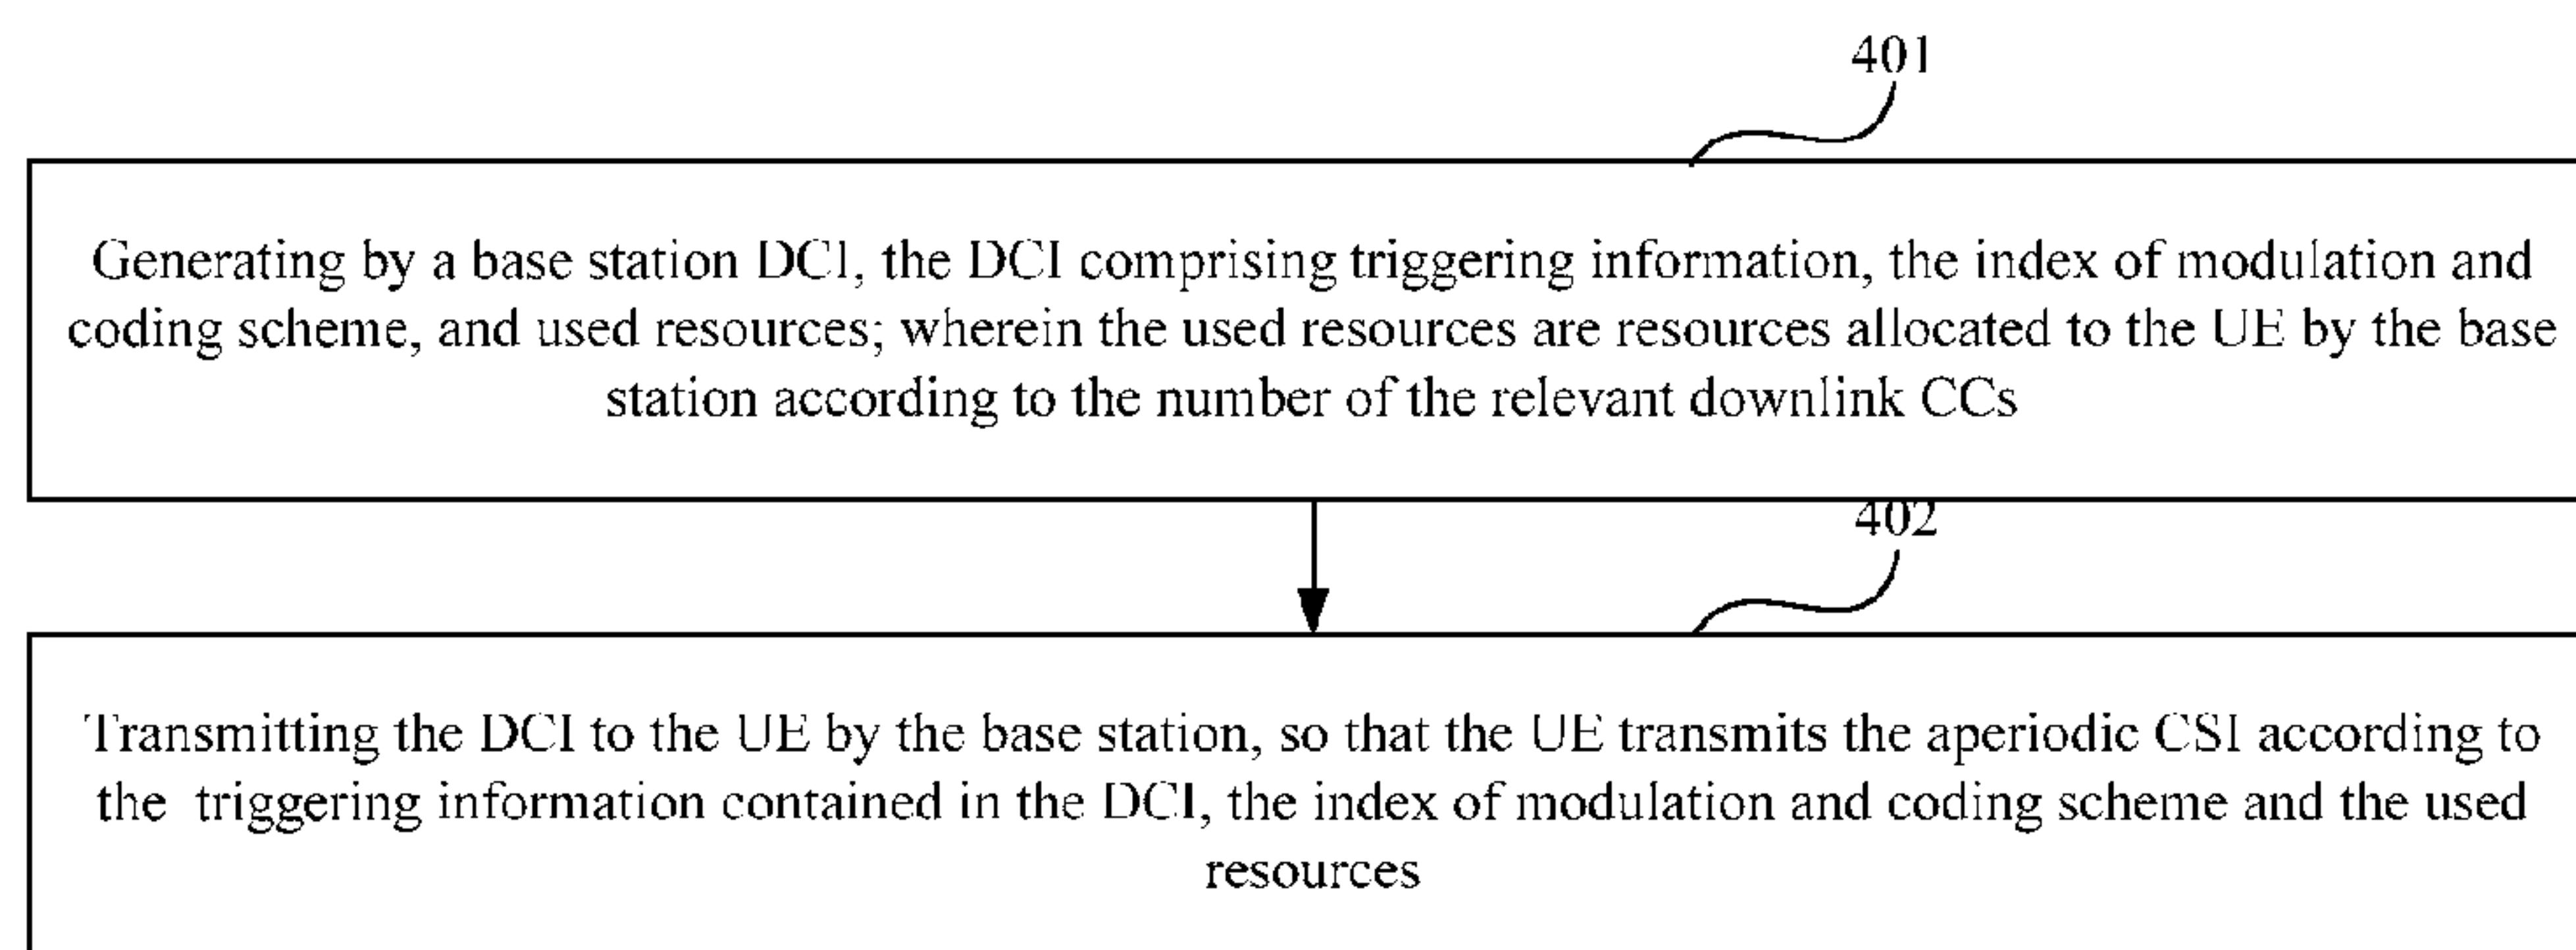 401
Generating by a base station DCI, the DCI comprising triggering information, the index of modulation and
coding scheme, and used resources; wherein the used resources are resources allocated to the UE by the base
station according to the number of the relevant downlink CCs
402
Transmitting the DCI to the UE by the base station, so that the UE transmits the aperiodic CSI according to
the triggering information contained in the DCI, the index of modulation and coding scheme and the used
resources